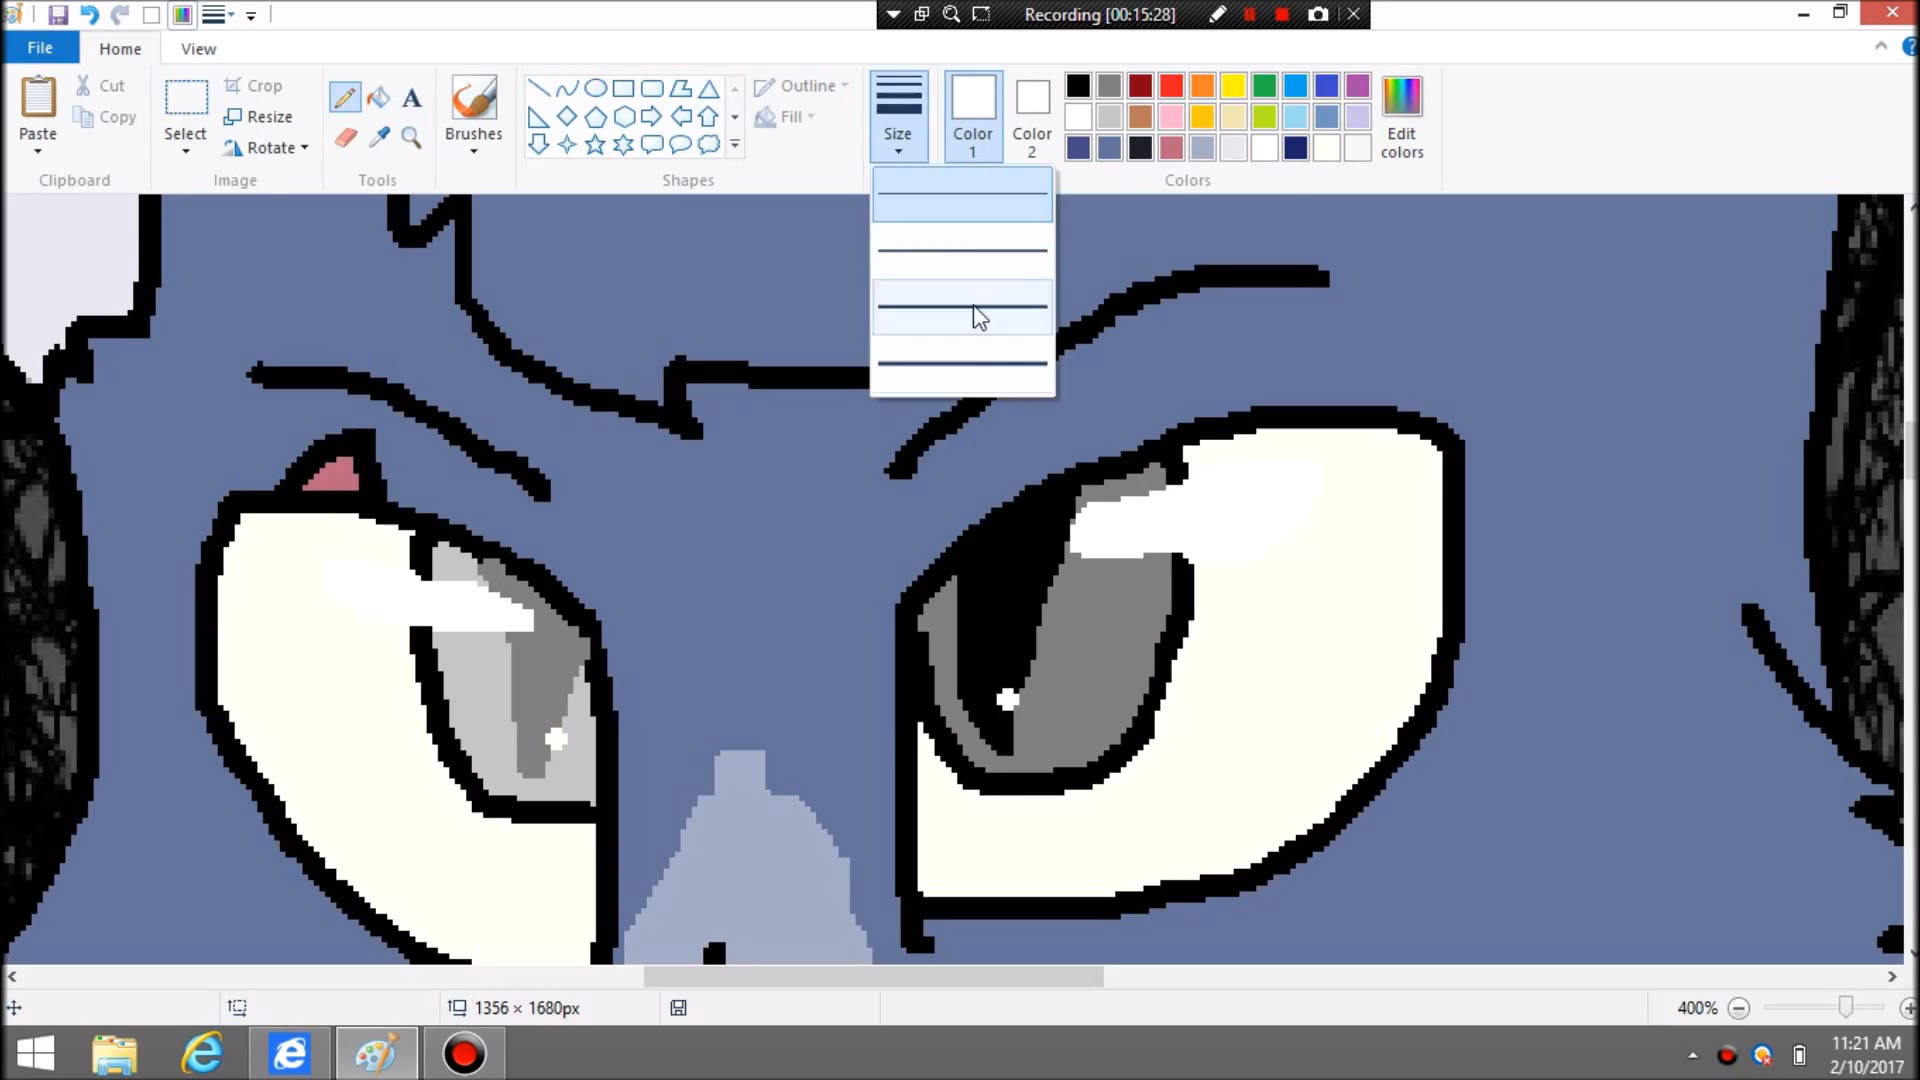 Recording [00:15:28]
File
Home
View
Paste
Cut
Copy
Clipboard
Select
Crop
Resize
Rotate
Image
A
Tools
Brushes
Shapes
Outline
Fill
Size
Color
1
Color
2
Edit
colors
Colors
1356 × 1680px
400%
11:21 AM
2/10/2017